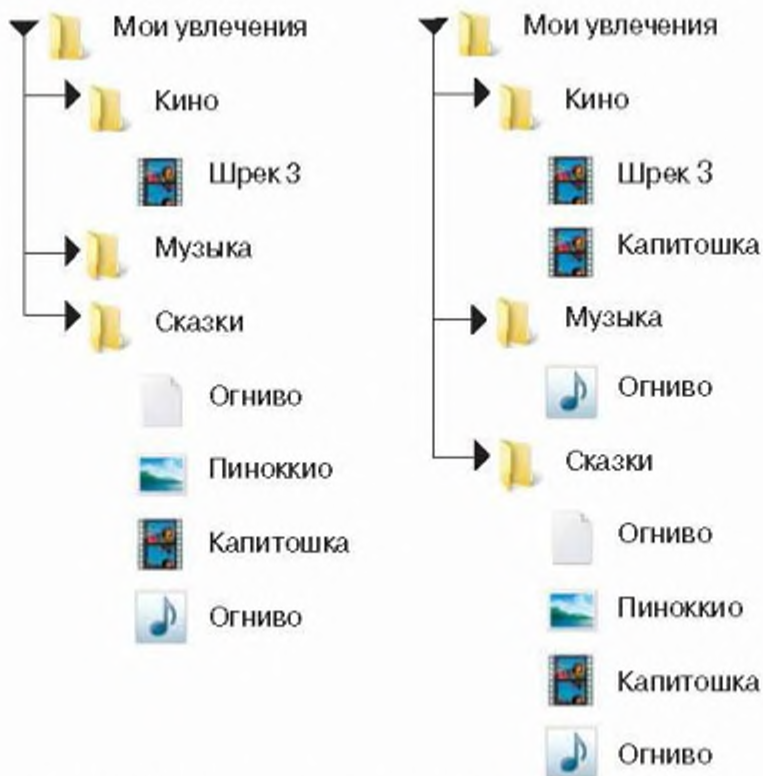 Мои увлечения
Кино
Шрек 3
Музыка
Сказки
Огниво
Пиноккио
Капитошка
Огниво
Мои увлечения
Кино
Шрек 3
Капитошка
Музыка
Огниво
Сказки
Огниво
Пиноккио
Капитошка
Огниво